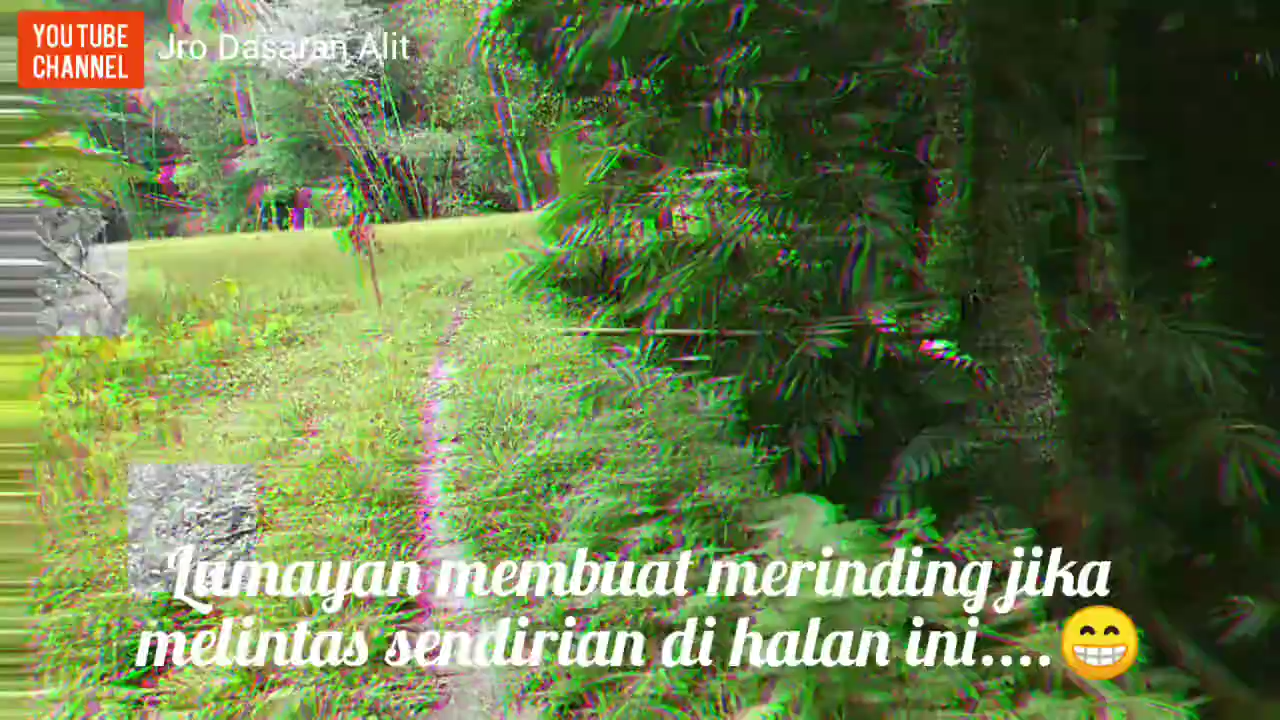 YOU TUBE
CHANNEL
Jro Dasaran Alit
Lumayan membuat merinding jika
melintas sendirian di halan ini....😁